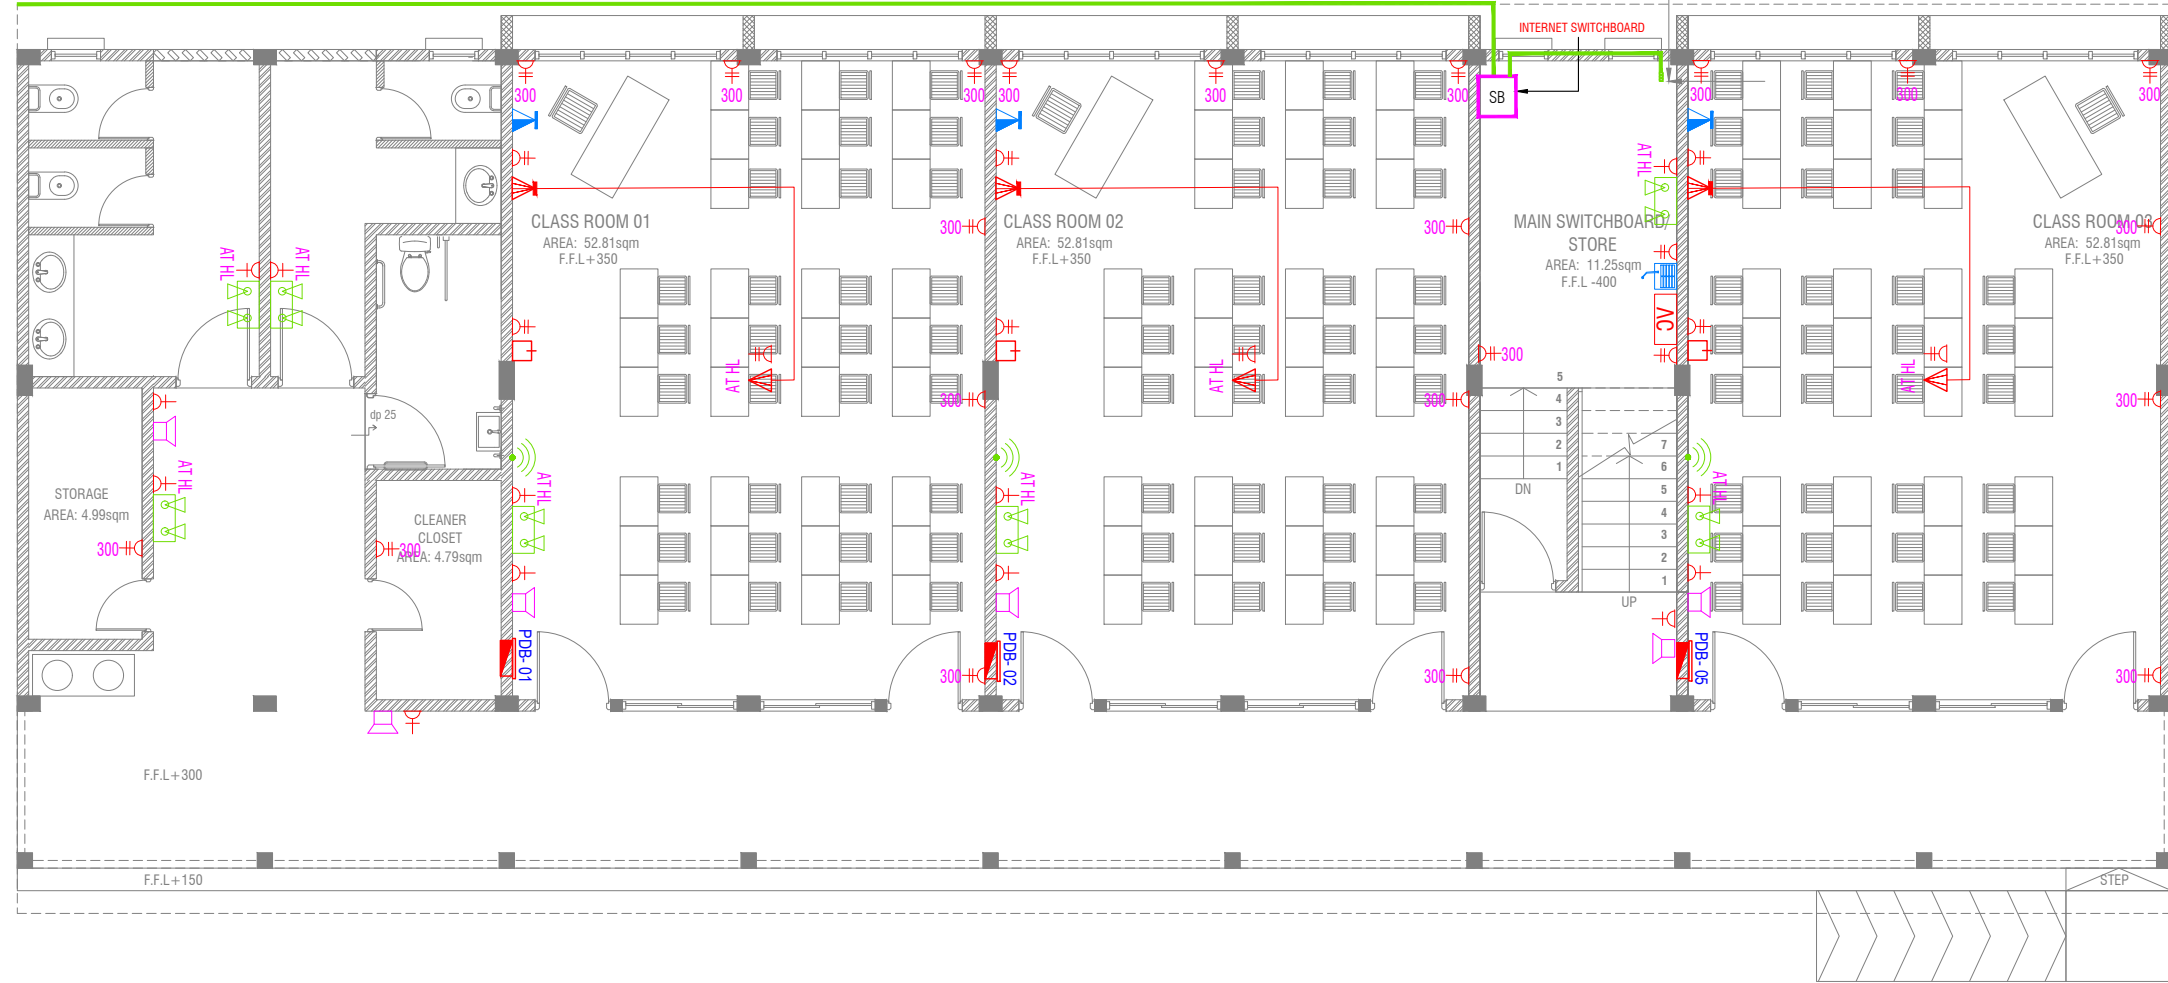 INTERNET SWITCHBOARD
SB
300
300
300
300
300
300
300
300
300
CLASS ROOM 01
AREA: 52.81sqm
F.F.L+350
CLASS ROOM 02
AREA: 52.81sqm
F.F.L+350
MAIN SWITCHBOARD/
STORE
AREA: 11.25sqm
F.F.L -400
CLASS ROOM 03
AREA: 52.81sqm
F.F.L+350
300
300
300
AT HL
AT HL
AT HL
AC
300
AT HL
AT HL
AT HL
300
300
300
dp 25
5
4
3
2
1
DN
7
6
5
4
3
2
1
UP
AT HL
AT HL
AT HL
AT HL
STORAGE
AREA: 4.99sqm
300
CLEANER
CLOSET
AREA: 4.79sqm
300
PDB- 01
PDB- 02
PDB- 05
300
300
300
F.F.L+300
F.F.L+150
STEP